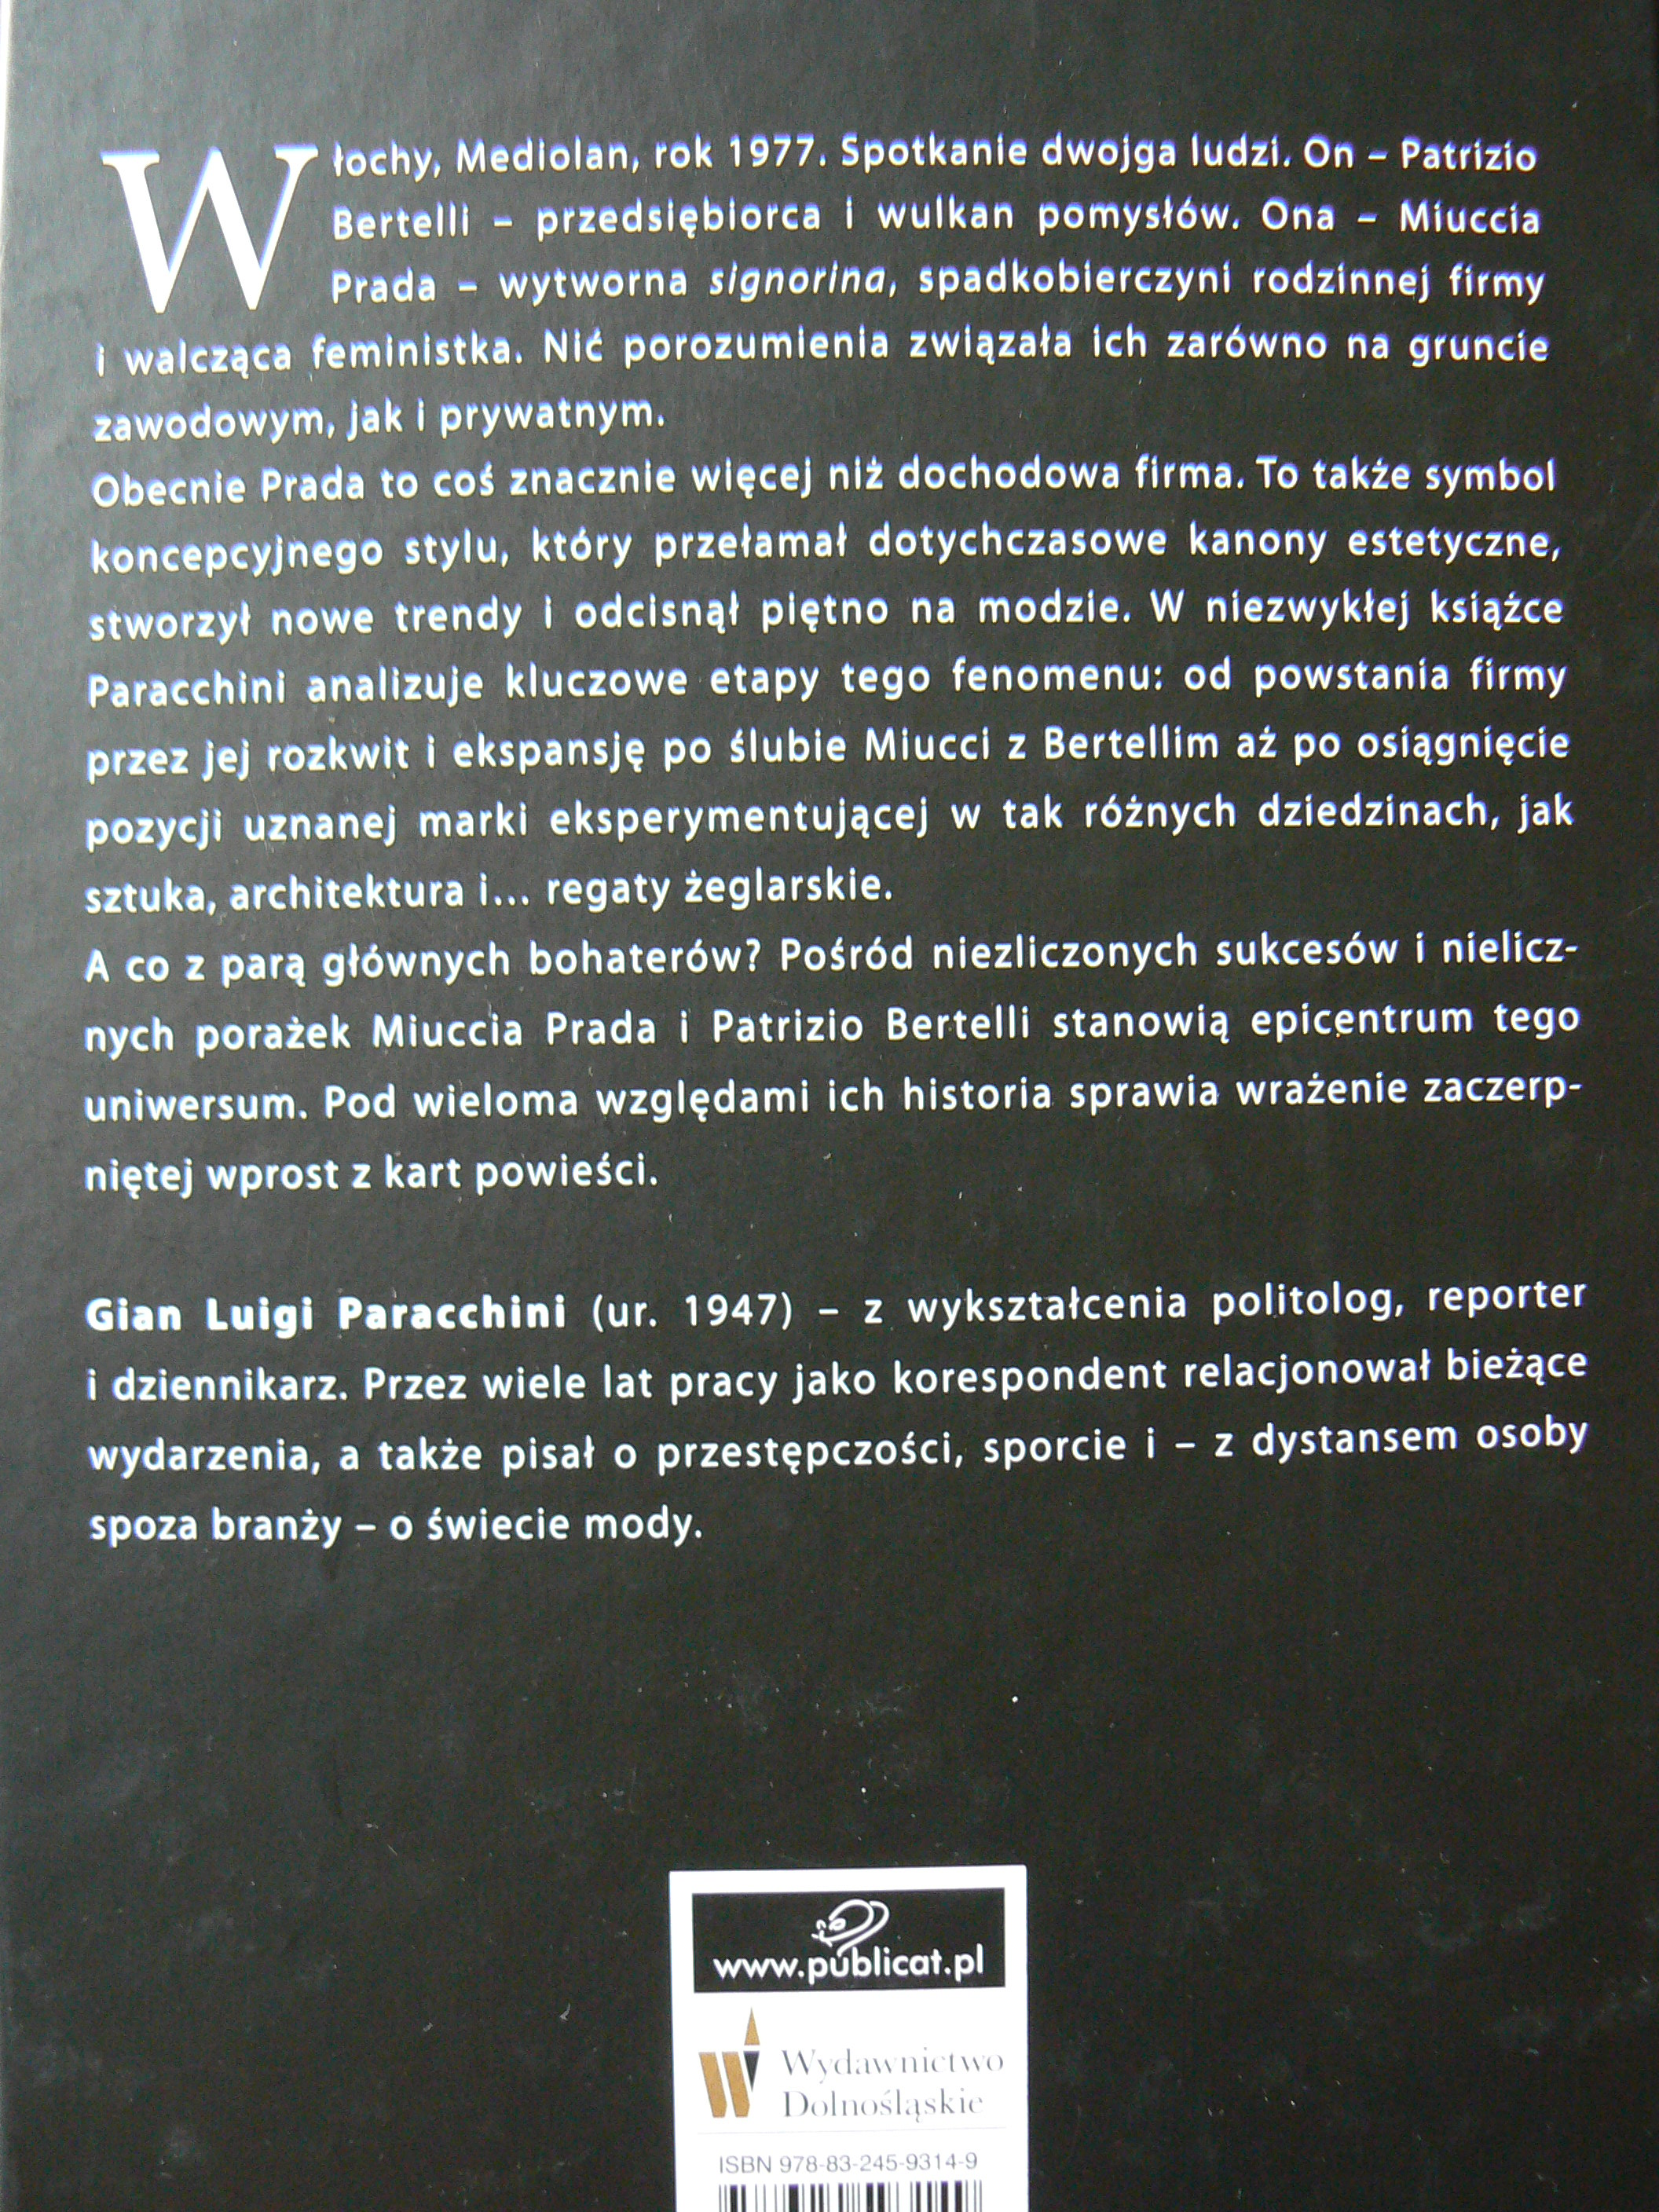 Włochy, Mediolan, rok 1977. Spotkanie dwojga ludzi. On – Patrizio
Bertelli – przedsiębiorca i wulkan pomysłów. Ona – Miuccia
Prada – wytworna signorina, spadkobierczyni rodzinnej firmy
i walcząca feministka. Nić porozumienia związała ich zarówno na gruncie
zawodowym, jak i prywatnym.
Obecnie Prada to coś znacznie więcej niż dochodowa firma. To także symbol
koncepcyjnego stylu, który przełamał dotychczasowe kanony estetyczne,
stworzył nowe trendy i odcisnął piętno na modzie. W niezwykłej książce
Paracchini analizuje kluczowe etapy tego fenomenu: od powstania firmy
przez jej rozkwit i ekspansję po ślubie Miucci z Bertellim aż po osiągnięcie
pozycji uznanej marki eksperymentującej w tak różnych dziedzinach, jak
sztuka, architektura i... regaty żeglarskie.
A co z parą głównych bohaterów? Pośród niezliczonych sukcesów i nielicz-
nych porażek Miuccia Prada i Patrizio Bertelli stanowią epicentrum tego
uniwersum. Pod wieloma względami ich historia sprawia wrażenie zaczerp-
niętej wprost z kart powieści.
Gian Luigi Paracchini (ur. 1947) – z wykształcenia politolog, reporter
i dziennikarz. Przez wiele lat pracy jako korespondent relacjonował bieżące
wydarzenia, a także pisał o przestępczości, sporcie i – z dystansem osoby
spoza branży – o świecie mody.
www.publicat.pl
Wydawnictwo
Dolnośląskie
ISBN 978-83-245-9314-9